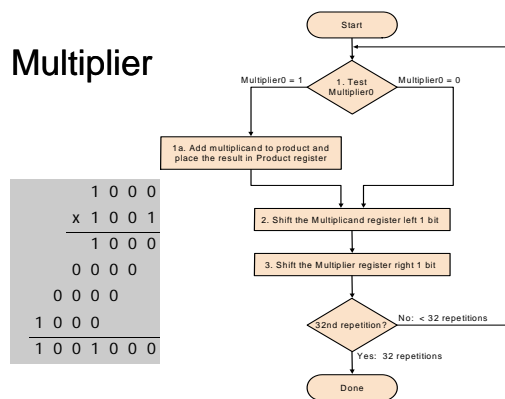 Multiplier
1 0 0 0
x 1 0 0 1
1 0 0 0
0 0 0 0
0 0 0 0
1 0 0 0
1 0 0 1 0 0 0
Start
1. Test
Multiplier0
Multiplier0 = 1
Multiplier0 = 0
1a. Add multiplicand to product and
place the result in Product register
2. Shift the Multiplicand register left 1 bit
3. Shift the Multiplier register right 1 bit
32nd repetition?
No: < 32 repetitions
Yes: 32 repetitions
Done